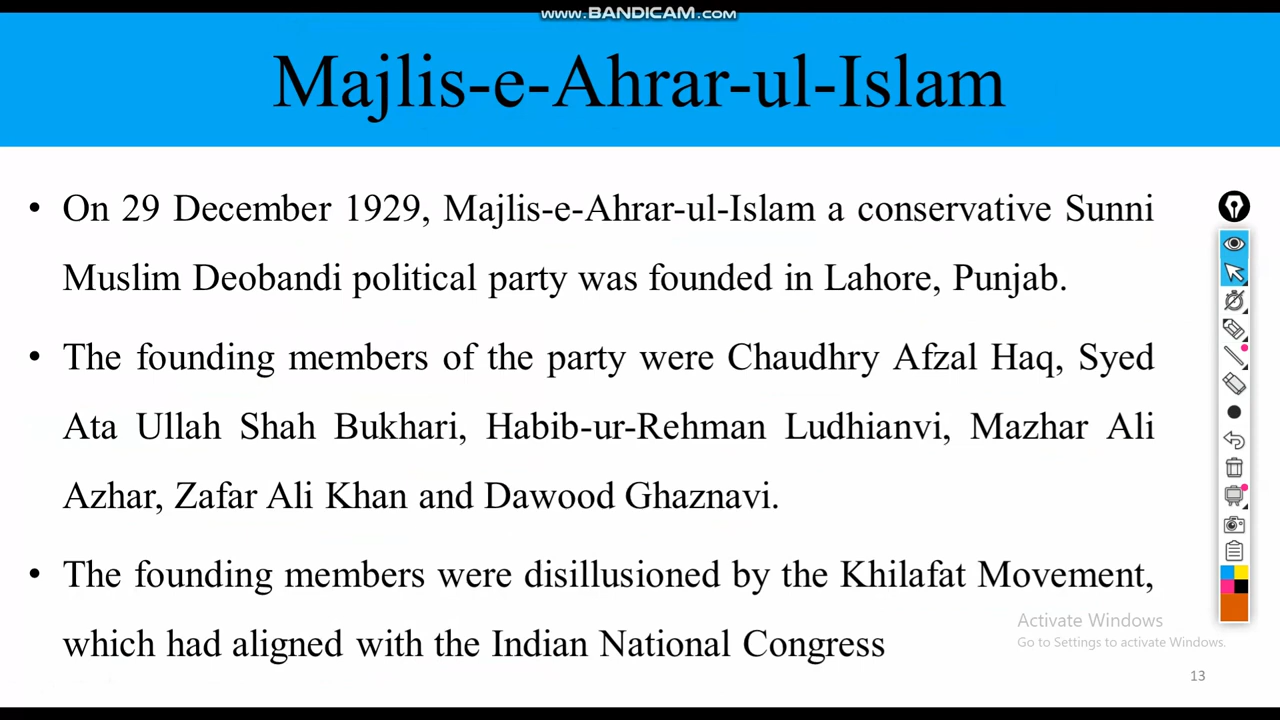 www.BANDICAM.com
Majlis-e-Ahrar-ul-Islam
• On 29 December 1929, Majlis-e-Ahrar-ul-Islam a conservative Sunni
Muslim Deobandi political party was founded in Lahore, Punjab.
• The founding members of the party were Chaudhry Afzal Haq, Syed
Ata Ullah Shah Bukhari, Habib-ur-Rehman Ludhianvi, Mazhar Ali
Azhar, Zafar Ali Khan and Dawood Ghaznavi.
• The founding members were disillusioned by the Khilafat Movement,
which had aligned with the Indian National Congress
Activate Windows
Go to Settings to activate Windows.
13